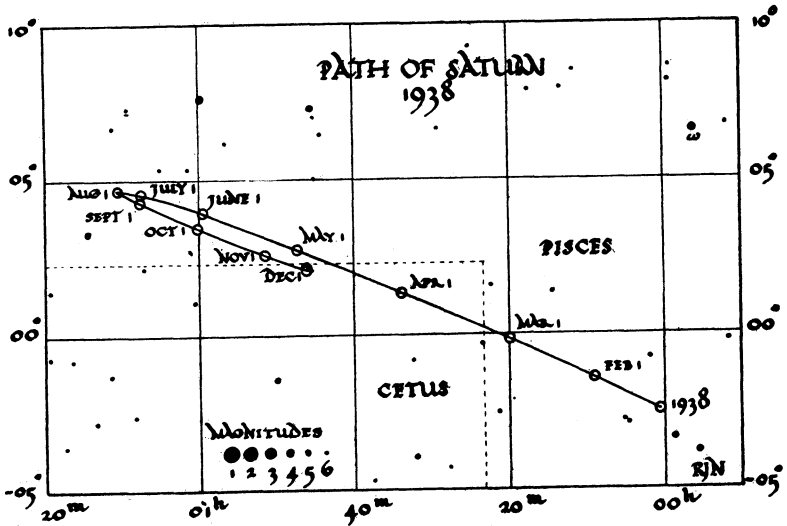 10° 10°
PATH OF SATURN
1938
ω
05° 05°
AUG 1 JULY 1
JUNE 1
SEPT 1
OCT 1
MAY 1
NOV 1
PISCES
DEC 1
APR 1
00° 00°
MAR 1
FEB 1
CETUS
1938
MAGNITUDES
1 2 3 4 5 6
RJN
-05° -05°
20m 01h 40m 20m 00h